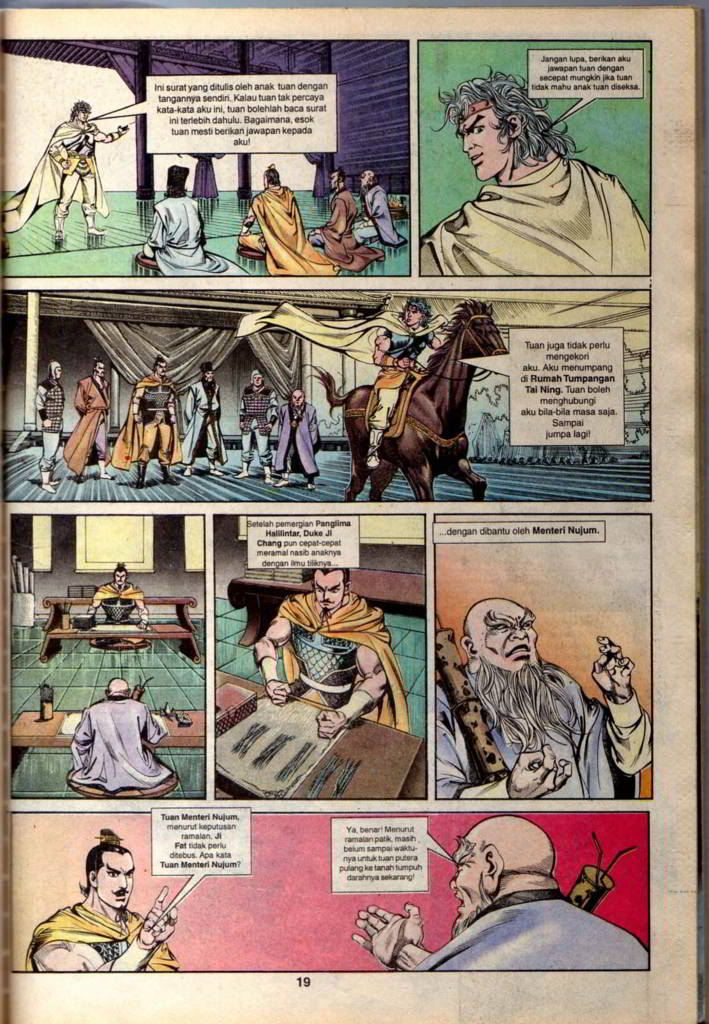 Ini surat yang ditulis oleh anak tuan dengan
tangannya sendiri. Kalau tuan tak percaya
kata-kata aku ini, tuan bolehlah baca surat
ini terlebih dahulu. Bagaimana, esok
tuan mesti berikan jawapan kepada
aku!
Jangan lupa, berikan aku
jawapan tuan dengan
secepat mungkin jika tuan
tidak mahu anak tuan diseksa.
Tuan juga tidak perlu
mengekori
aku. Aku menumpang
di Rumah Tumpangan
Tai Ning. Tuan boleh
menghubungi
aku bila-bila masa saja.
Sampai
jumpa lagi!
Setelah pemergian Panglima
Halilintar, Duke Ji
Chang pun cepat-cepat
meramal nasib anaknya
dengan ilmu tiliknya...
...dengan dibantu oleh Menteri Nujum.
Tuan Menteri Nujum,
menurut keputusan
ramalan, Ji
Fat tidak perlu
ditebus. Apa kata
Tuan Menteri Nujum?
Ya, benar! Menurut
ramalan patik, masih
belum sampai waktu-
nya untuk tuan putera
pulang ke tanah tumpuh
darahnya sekarang!
19